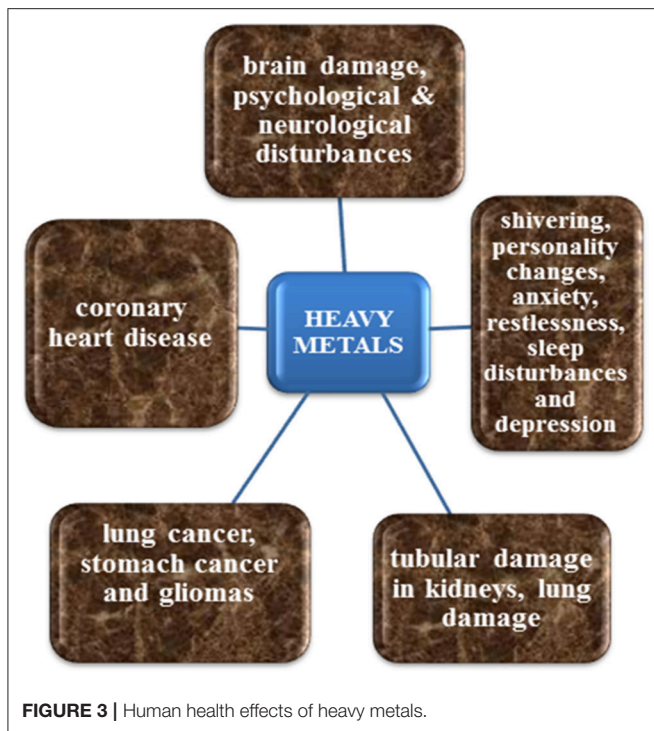 brain damage,
psychological &
neurological
disturbances
shivering,
personality
changes,
anxiety,
restlessness,
sleep
disturbances
and
depression
coronary
heart disease
HEAVY
METALS
lung cancer,
stomach cancer
and gliomas
tubular damage
in kidneys, lung
damage
FIGURE 3 | Human health effects of heavy metals.